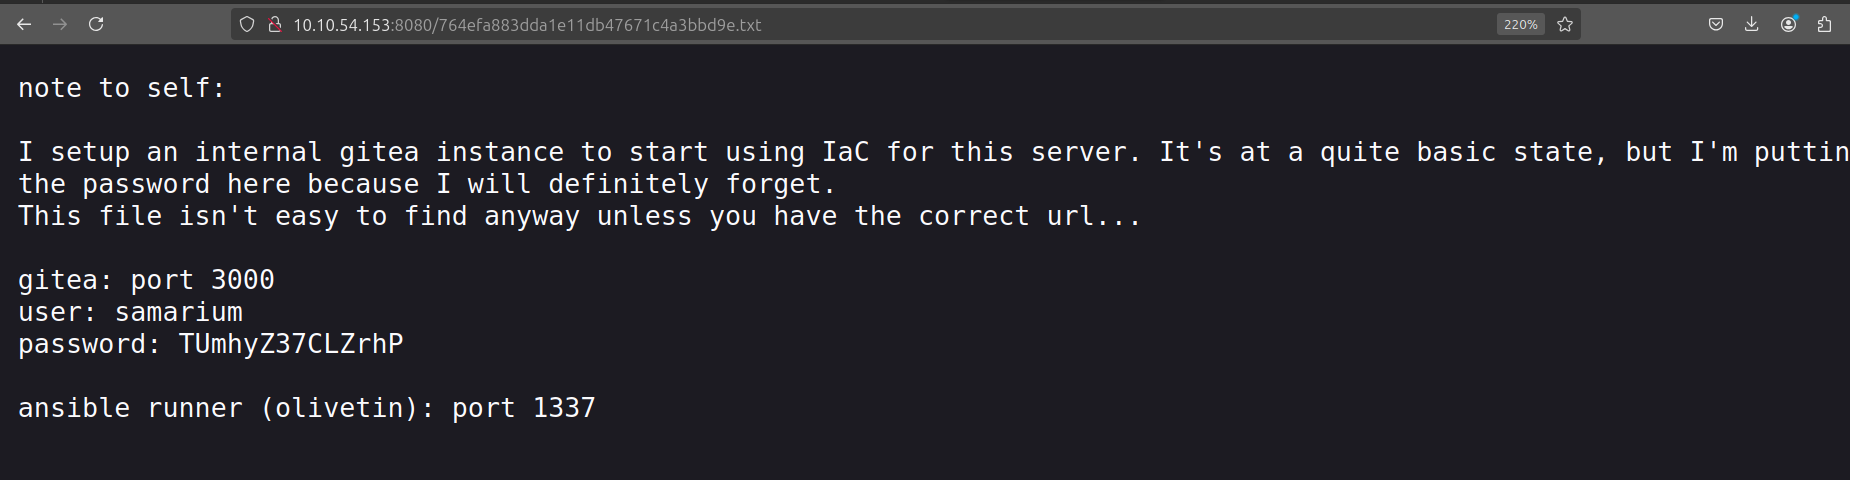 10.10.54.153:8080/764efa883dda1e11db47671c4a3bbd9e.txt
220%
note to self:
I setup an internal gitea instance to start using IaC for this server. It's at a quite basic state, but I'm puttin
the password here because I will definitely forget.
This file isn't easy to find anyway unless you have the correct url...
gitea: port 3000
user: samarium
password: TUmhyZ37CLZrhP
ansible runner (olivetin): port 1337